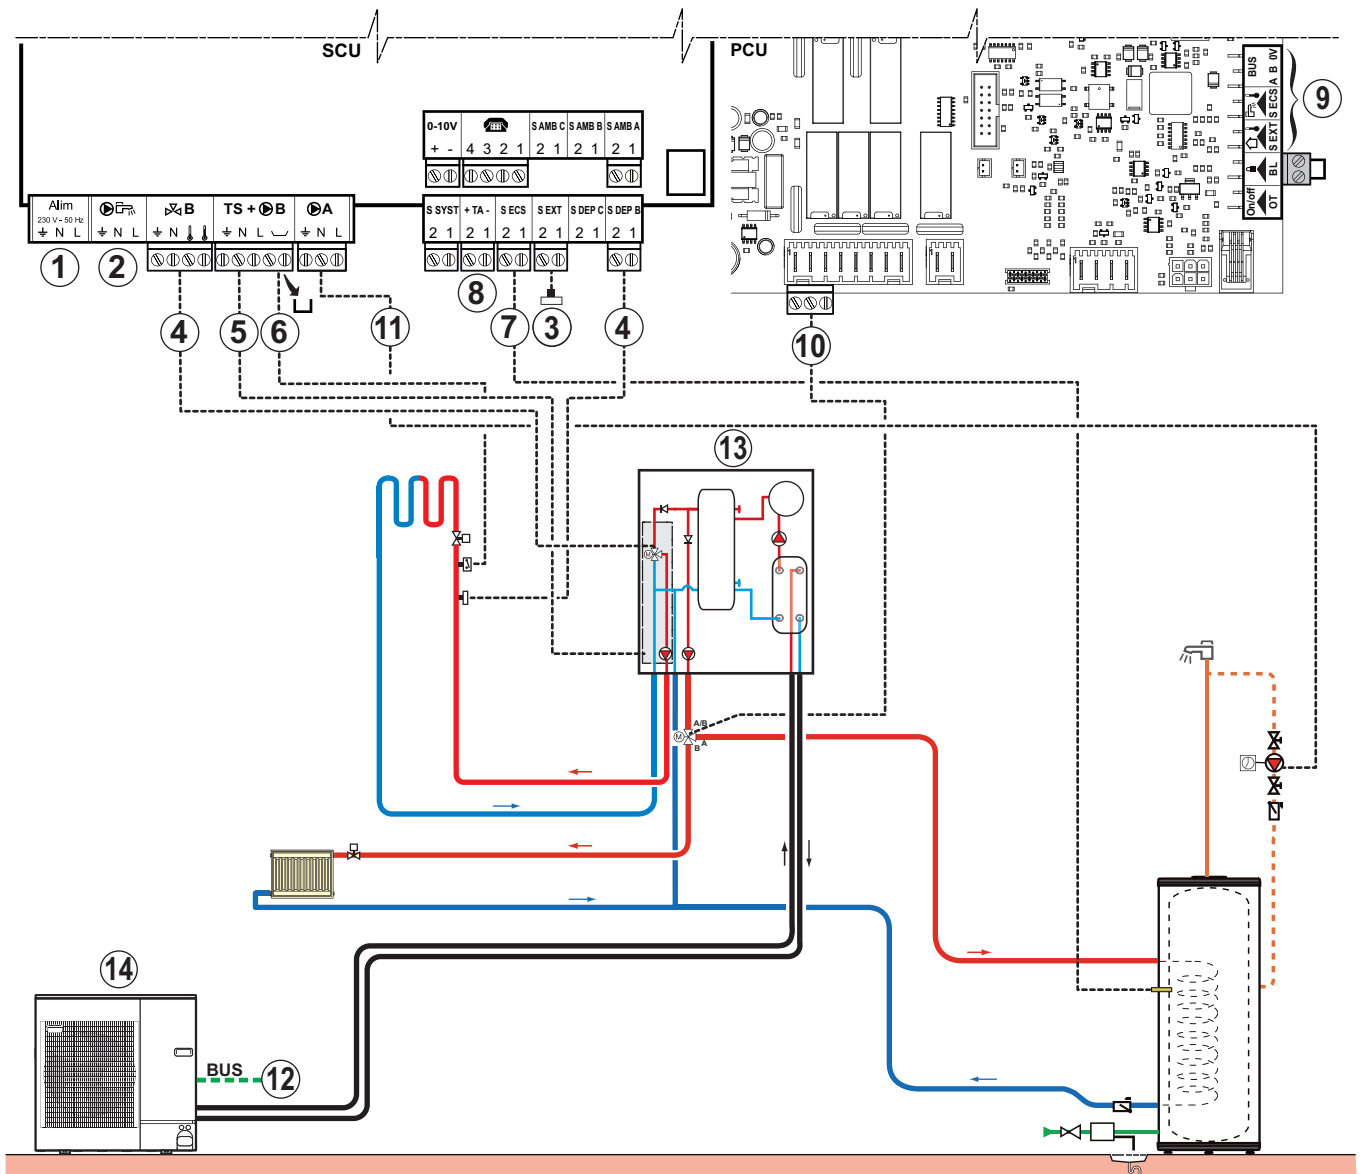 SCU
PCU
0-10V
+ -
4 3 2 1
S AMB C S AMB B S AMB A
2 1 2 1 2 1
BUS
A B 0V
S ECS
S EXT
BL
On/off
OT
9
Alim
230 V - 50 Hz
N L
N L
B
N
TS + B
N L
A
N L
S SYST + TA - S ECS S EXT S DEP C S DEP B
2 1 2 1 2 1 2 1 2 1 2 1
1
2
8
4
5
6
11
7
3
4
10
13
M
A/B
M
A
B
14
BUS
12